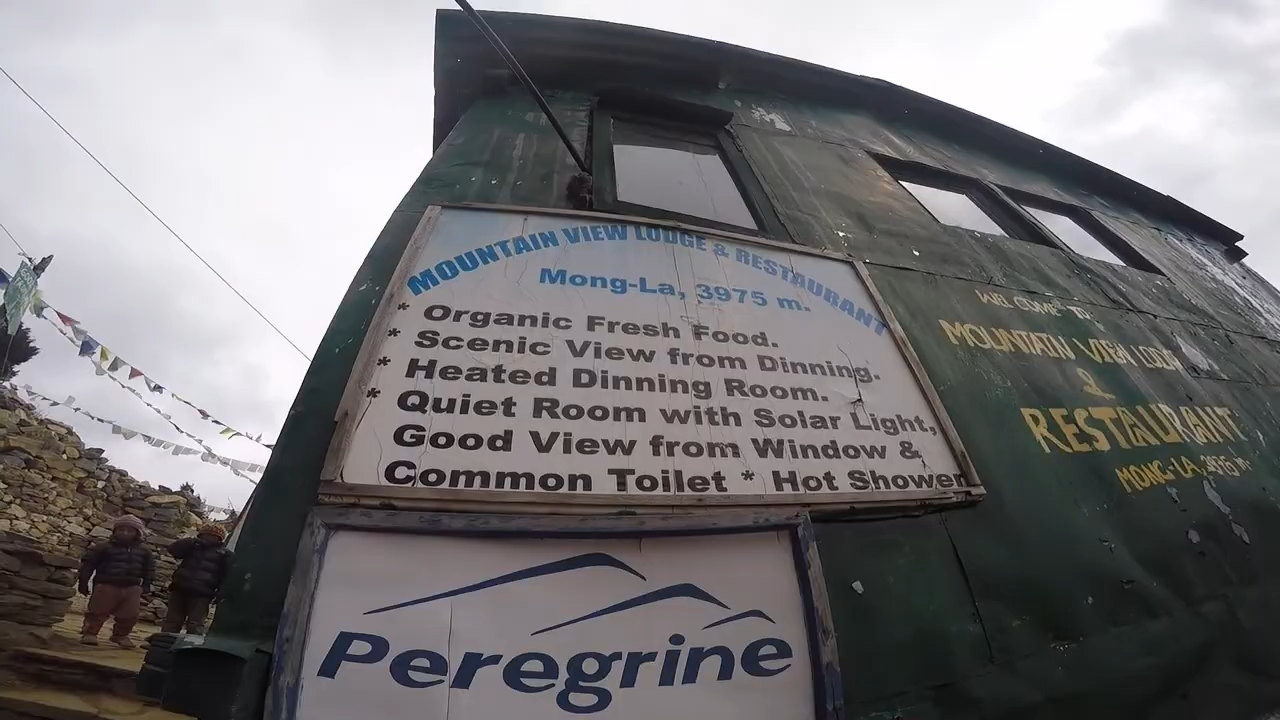 MOUNTAIN VIEW LODGE & RESTAURANT
Mong-La, 3975 m.
* Organic Fresh Food.
* Scenic View from Dinning.
* Heated Dinning Room.
* Quiet Room with Solar Light,
Good View from Window &
Common Toilet * Hot Shower
Peregrine
WELCOME TO
MOUNTAIN VIEW LODGE
&
RESTAURANT
MONG-LA,